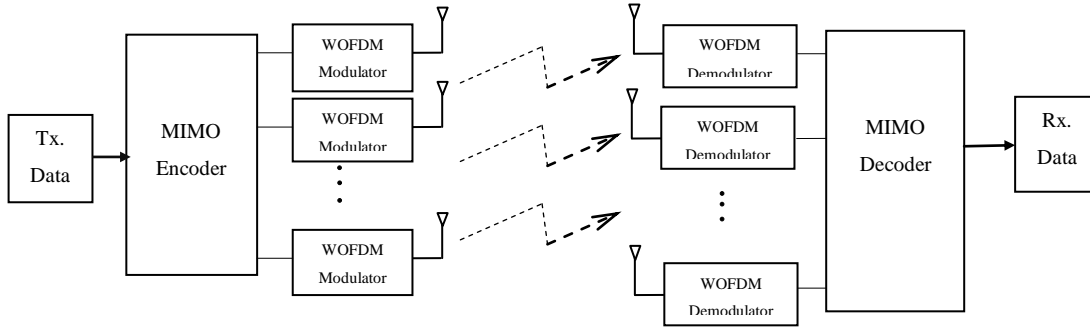 Tx.
Data
MIMO
Encoder
WOFDM
Modulator
WOFDM
Modulator
WOFDM
Modulator
WOFDM
Demodulator
WOFDM
Demodulator
WOFDM
Demodulator
MIMO
Decoder
Rx.
Data